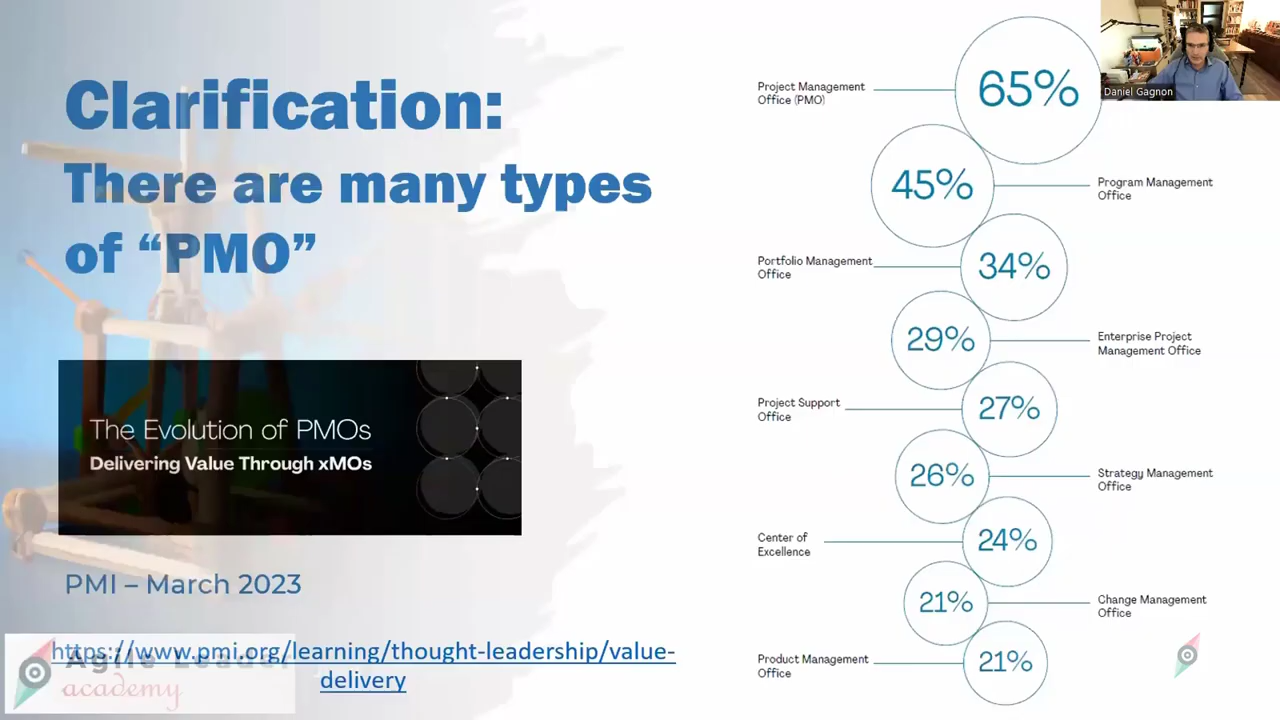 Clarification:
There are many types
of “PMO”
The Evolution of PMOs
Delivering Value Through xMOs
PMI – March 2023
https://www.pmi.org/learning/thought-leadership/value-
delivery
Agile Leader
academy
Project Management
Office (PMO)
65%
45%
Program Management
Office
Portfolio Management
Office
34%
29%
Enterprise Project
Management Office
Project Support
Office
27%
26%
Strategy Management
Office
Center of
Excellence
24%
21%
Change Management
Office
Product Management
Office
21%
Daniel Gagnon